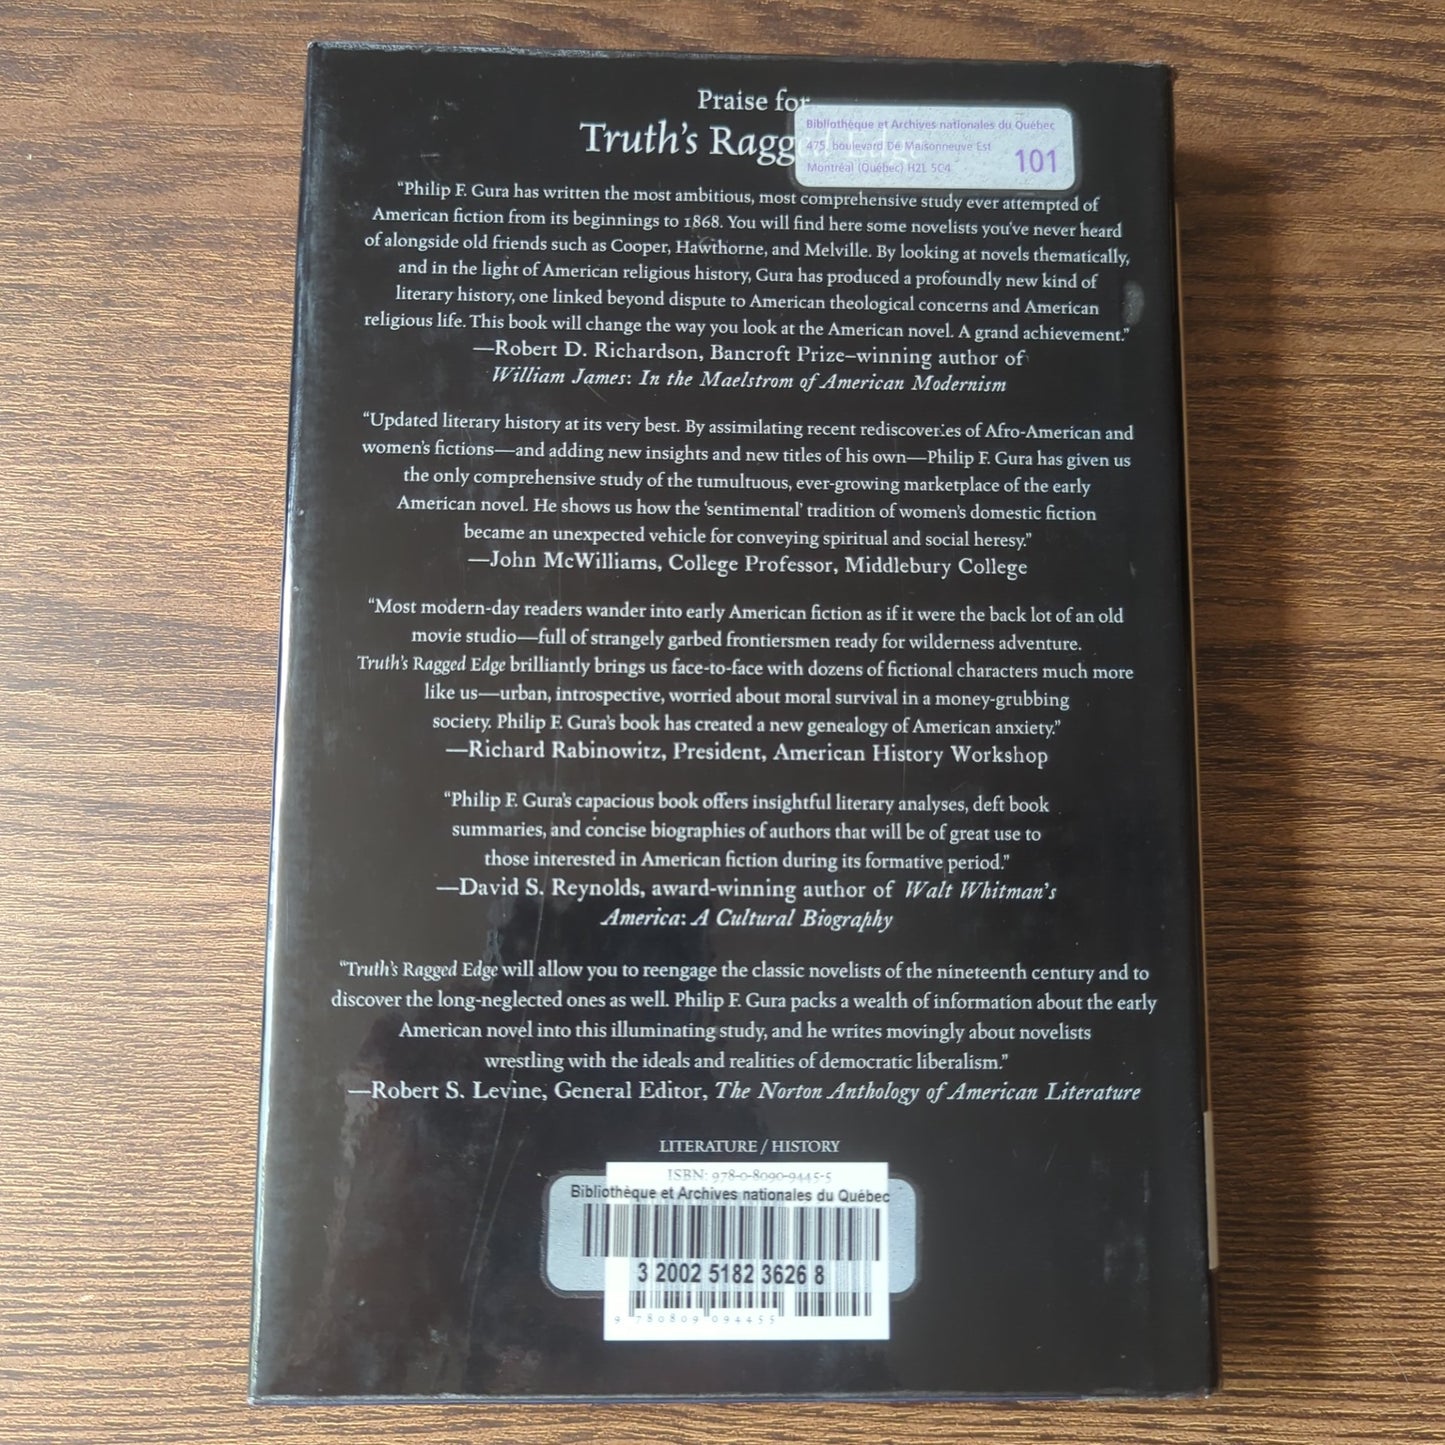 Praise for
Truth's Ragged Edge
Bibliothèque et Archives nationales du Québec
475, boulevard De Maisonneuve Est
Montréal (Québec) H2L 5C4
101
“Philip F. Gura has written the most ambitious, most comprehensive study ever attempted of
American fiction from its beginnings to 1868. You will find here some novelists you've never heard
of alongside old friends such as Cooper, Hawthorne, and Melville. By looking at novels thematically,
and in the light of American religious history, Gura has produced a profoundly new kind of
literary history, one linked beyond dispute to American theological concerns and American
religious life. This book will change the way you look at the American novel. A grand achievement.”
—Robert D. Richardson, Bancroft Prize–winning author of
William James: In the Maelstrom of American Modernism
“Updated literary history at its very best. By assimilating recent rediscoveries of Afro-American and
women's fictions—and adding new insights and new titles of his own—Philip F. Gura has given us
the only comprehensive study of the tumultuous, ever-growing marketplace of the early
American novel. He shows us how the ‘sentimental’ tradition of women's domestic fiction
became an unexpected vehicle for conveying spiritual and social heresy.”
—John McWilliams, College Professor, Middlebury College
“Most modern-day readers wander into early American fiction as if it were the back lot of an old
movie studio—full of strangely garbed frontiersmen ready for wilderness adventure.
Truth's Ragged Edge brilliantly brings us face-to-face with dozens of fictional characters much more
like us—urban, introspective, worried about moral survival in a money-grubbing
society. Philip F. Gura's book has created a new genealogy of American anxiety.”
—Richard Rabinowitz, President, American History Workshop
“Philip F. Gura's capacious book offers insightful literary analyses, deft book
summaries, and concise biographies of authors that will be of great use to
those interested in American fiction during its formative period.”
—David S. Reynolds, award-winning author of Walt Whitman's
America: A Cultural Biography
“Truth's Ragged Edge will allow you to reengage the classic novelists of the nineteenth century and to
discover the long-neglected ones as well. Philip F. Gura packs a wealth of information about the early
American novel into this illuminating study, and he writes movingly about novelists
wrestling with the ideals and realities of democratic liberalism.”
—Robert S. Levine, General Editor, The Norton Anthology of American Literature
LITERATURE / HISTORY
ISBN: 978-0-8090-9445-5
Bibliothèque et Archives nationales du Québec
3 2002 5182 3626 8
9 780809 094455